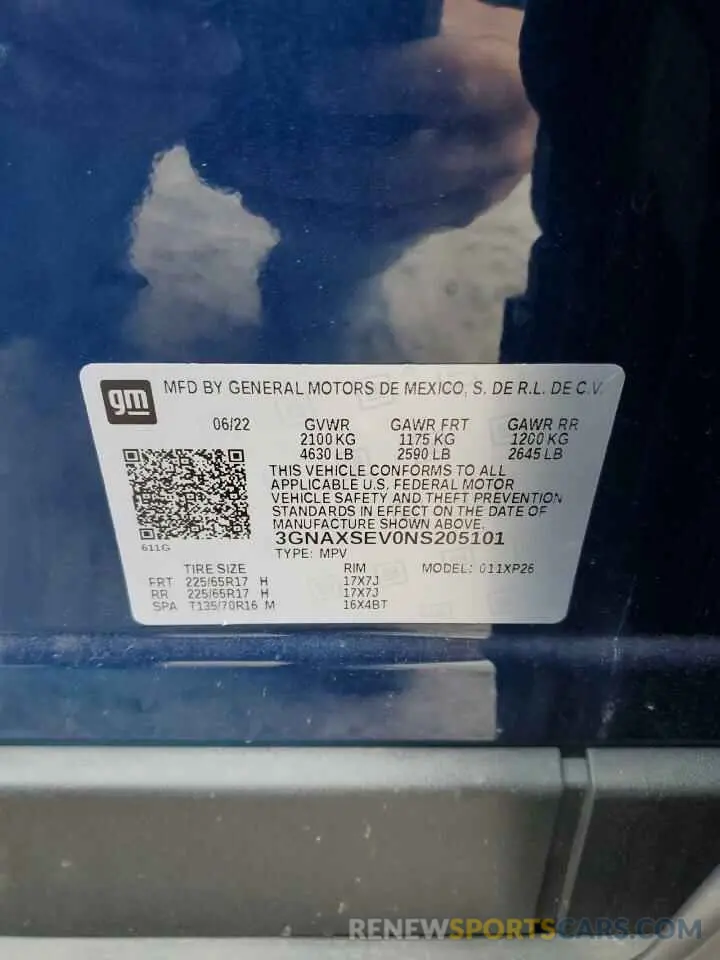 gm MFD BY GENERAL MOTORS DE MEXICO, S. DE R.L. DE C.V.
06/22 GVWR GAWR FRT GAWR RR
2100 KG 1175 KG 1200 KG
4630 LB 2590 LB 2645 LB
THIS VEHICLE CONFORMS TO ALL
APPLICABLE U.S. FEDERAL MOTOR
VEHICLE SAFETY AND THEFT PREVENTION
STANDARDS IN EFFECT ON THE DATE OF
MANUFACTURE SHOWN ABOVE.
3GNAXSEV0NS205101
611G
TYPE: MPV
TIRE SIZE RIM MODEL: 011XP26
FRT 225/65R17 H 17X7J
RR 225/65R17 H 17X7J
SPA T135/70R16 M 16X4BT
RENEWSPORTSCARS.COM